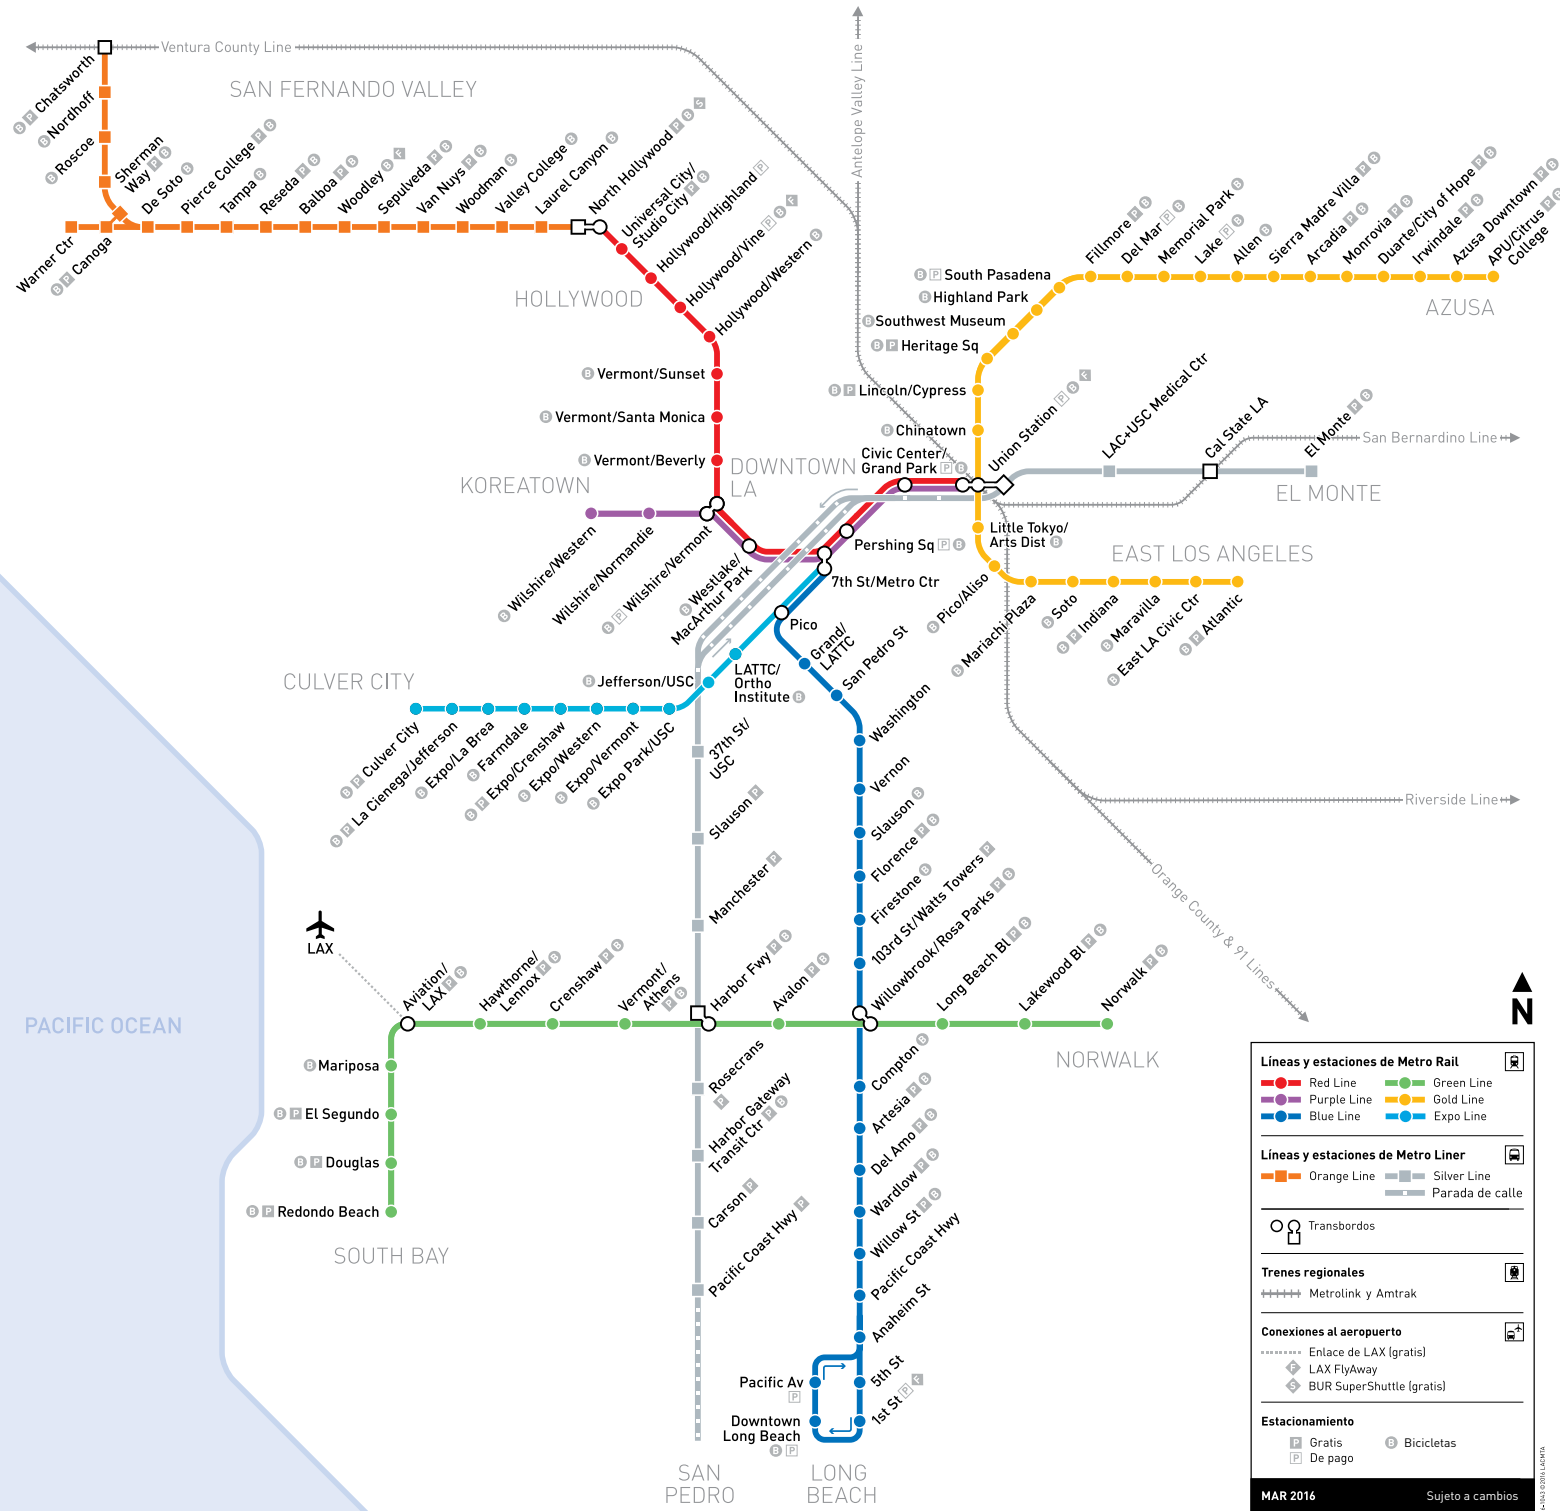 Ventura County Line
Antelope Valley Line
SAN FERNANDO VALLEY
B P Chatsworth
B Nordhoff
B Roscoe
Sherman
Way P B
De Soto B
Pierce College P B
Tampa B
Reseda P B
Balboa P B
Woodley B F
Sepulveda P B
Van Nuys P B
Woodman B
Valley College B
Laurel Canyon B
North Hollywood P B S
Warner Ctr
B P Canoga
Universal City/
Studio City P B
Hollywood/Highland P
Hollywood/Vine P B F
Hollywood/Western B
HOLLYWOOD
B Vermont/Sunset
B Vermont/Santa Monica
B Vermont/Beverly
KOREATOWN
DOWNTOWN
LA
B Wilshire/Western
Wilshire/Normandie
B P Wilshire/Vermont
B Westlake/
MacArthur Park
Civic Center/
Grand Park P B
Pershing Sq P B
7th St/Metro Ctr
Union Station P B F
B Chinatown
B P Lincoln/Cypress
B P Heritage Sq
B Southwest Museum
B Highland Park
B P South Pasadena
Fillmore P B
Del Mar P B
Memorial Park B
Lake P B
Allen B
Sierra Madre Villa P B
Arcadia P B
Monrovia P B
Duarte/City of Hope P B
Irwindale P B
Azusa Downtown P B
APU/Citrus P B
College
AZUSA
LAC+USC Medical Ctr
Cal State LA
El Monte P B
San Bernardino Line
EL MONTE
Little Tokyo/
Arts Dist B
EAST LOS ANGELES
B Pico/Aliso
B Mariachi Plaza
B Soto
B P Indiana
B Maravilla
B East LA Civic Ctr
B P Atlantic
Pico
Grand/
LATTC
San Pedro St
Washington
Vernon
Slauson B
Florence P B
Firestone B
103rd St/Watts Towers P
Willowbrook/Rosa Parks P B
CULVER CITY
B Jefferson/USC
LATTC/
Ortho
Institute B
B P Culver City
B P La Cienega/Jefferson
B Expo/La Brea
B Farmdale
B P Expo/Crenshaw
B Expo/Western
B Expo/Vermont
B Expo Park/USC
37th St/
USC
Slauson P
Manchester P
Harbor Fwy P B
Riverside Line
Orange County & 91 Lines
LAX
PACIFIC OCEAN
Aviation/
LAX P B
Hawthorne/
Lennox P B
Crenshaw P B
Vermont/
Athens
P B
Avalon P B
Long Beach Bl P B
Lakewood Bl P B
Norwalk P B
NORWALK
B Mariposa
B P El Segundo
B P Douglas
B P Redondo Beach
SOUTH BAY
Rosecrans
P
Harbor Gateway
Transit Ctr P B
Carson P
Pacific Coast Hwy P
Compton B
Artesia P B
Del Amo P B
Wardlow P B
Willow St P B
Pacific Coast Hwy
Anaheim St
5th St
1st St P F
Pacific Av
P
Downtown
Long Beach
B P
SAN
PEDRO
LONG
BEACH
N
Líneas y estaciones de Metro Rail
Red Line Green Line
Purple Line Gold Line
Blue Line Expo Line
Líneas y estaciones de Metro Liner
Orange Line Silver Line
Parada de calle
Transbordos
Trenes regionales
Metrolink y Amtrak
Conexiones al aeropuerto
Enlace de LAX (gratis)
F LAX FlyAway
S BUR SuperShuttle (gratis)
Estacionamiento
P Gratis B Bicicletas
P De pago
MAR 2016 Sujeto a cambios